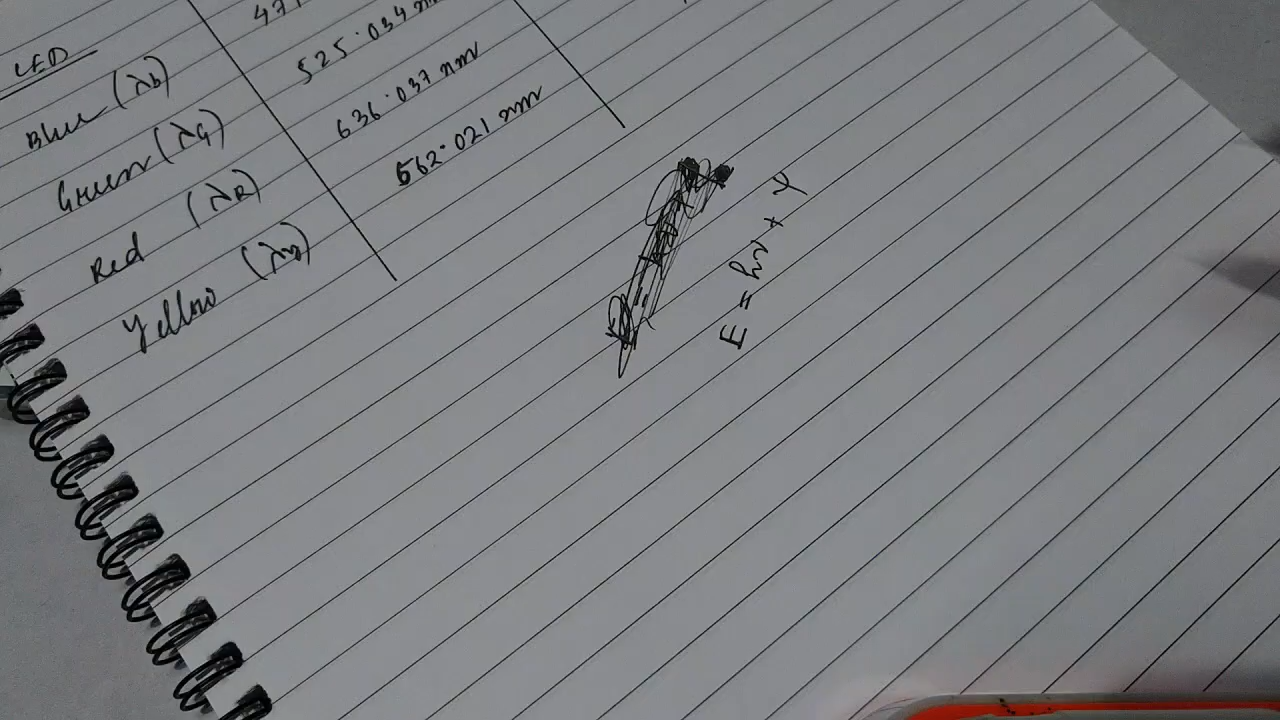 LED
Blue (λb) 471
Green (λG) 525.034 nm
Red (λR) 636.037 nm
Yellow (λy) 562.021 nm
E = hν + ψ